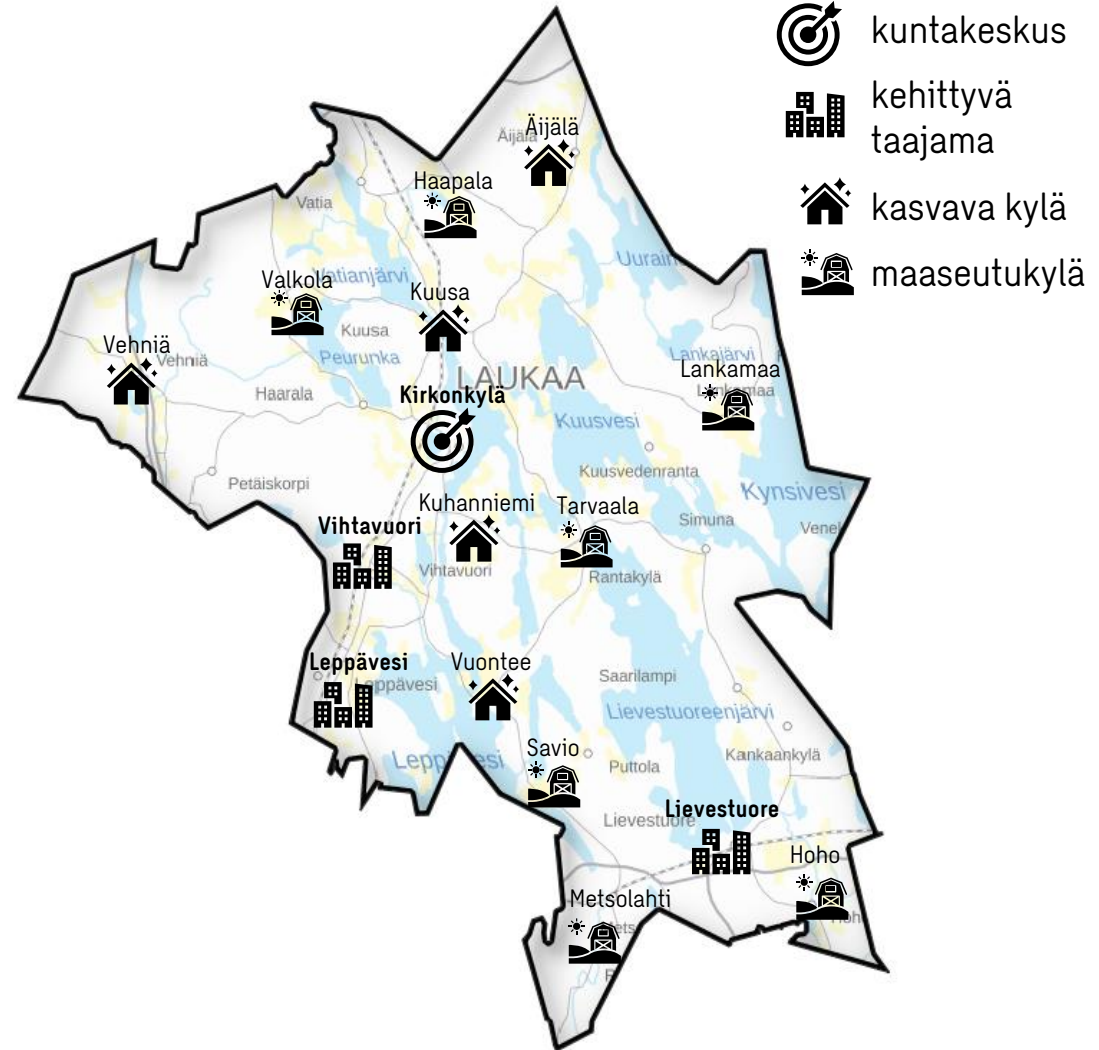 kuntakeskus
kehittyvä
taajama
kasvava kylä
maaseutukylä
Äijälä
Äijälä
Haapala
Vatia
Uurain
Valkola
Vatianjärvi
Kuusa
Kuusa
Vehniä
Vehniä
Peurunka
Lankajärvi
Lankamaa
LAUKAA
Haarala
Kirkonkylä
Kuusvesi
Kuusvedenranta
Petäiskorpi
Kynsivesi
Kuhanniemi
Tarvaala
Simuna
Venek
Vihtavuori
Vihtavuori
Rantakylä
Leppävesi
Leppävesi
Vuontee
Saarilampi
Lievestuoreenjärvi
Savio
Kankaankylä
Puttola
Lievestuore
Lievestuore
Hoho
Metsolahti